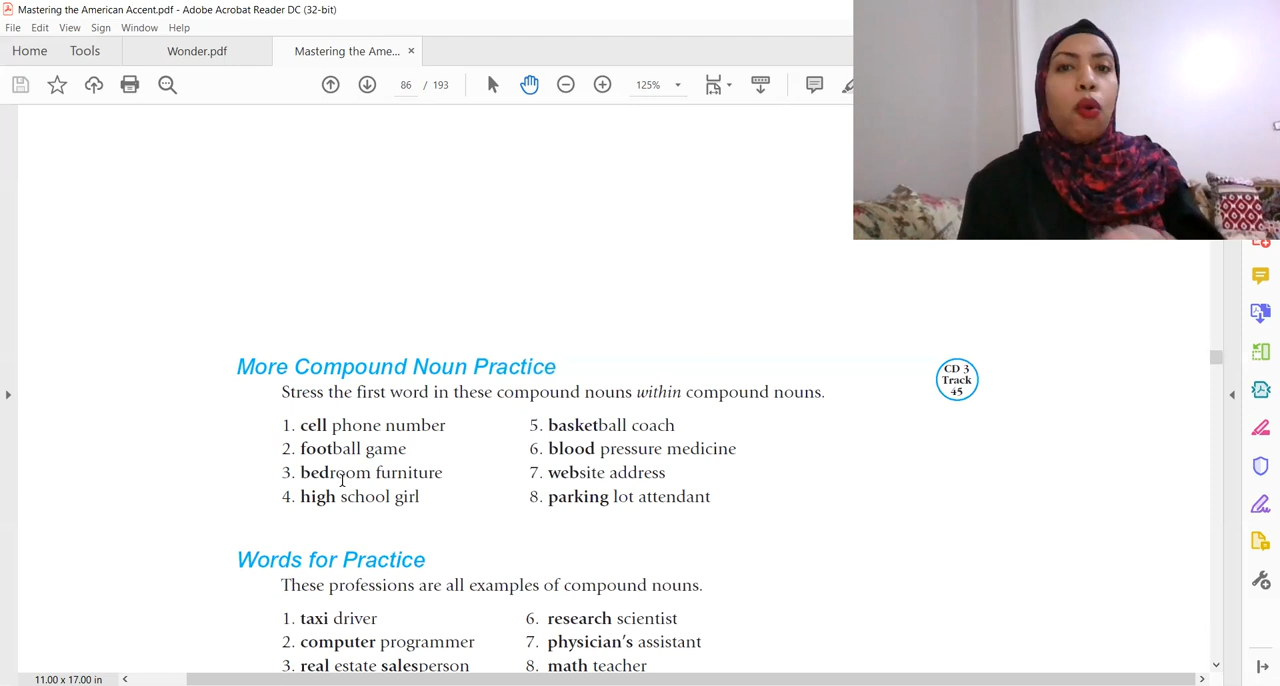 Mastering the American Accent.pdf - Adobe Acrobat Reader DC (32-bit)
File Edit View Sign Window Help
Home Tools Wonder.pdf Mastering the Ame... ×
86 / 193 125%
More Compound Noun Practice
Stress the first word in these compound nouns within compound nouns.
CD 3
Track
45
1. cell phone number
2. football game
3. bedroom furniture
4. high school girl
5. basketball coach
6. blood pressure medicine
7. website address
8. parking lot attendant
Words for Practice
These professions are all examples of compound nouns.
1. taxi driver
2. computer programmer
3. real estate salesperson
6. research scientist
7. physician's assistant
8. math teacher
11.00 x 17.00 in